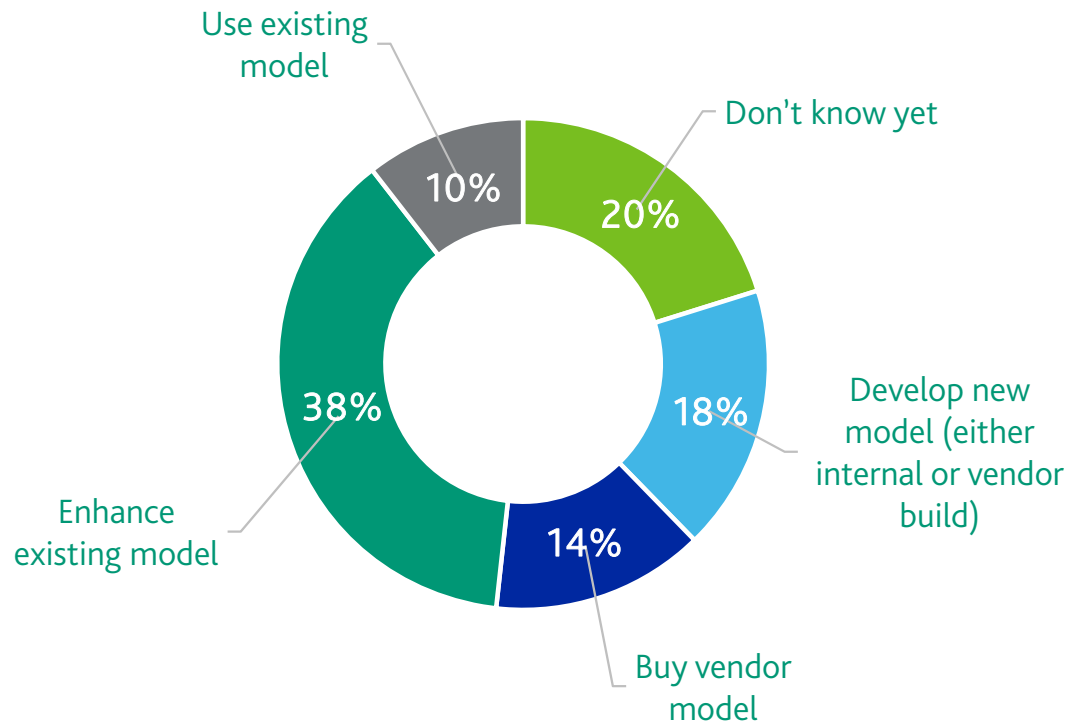 Use existing
model
10%
Don't know yet
20%
Develop new
model (either
internal or vendor
build)
18%
Buy vendor
model
14%
Enhance
existing model
38%